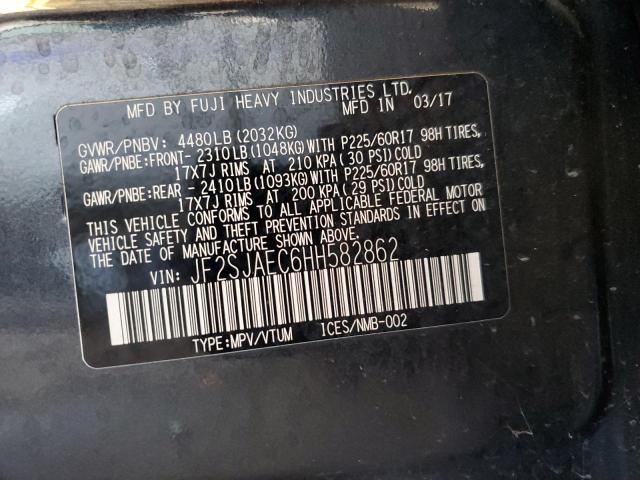 MFD BY FUJI HEAVY INDUSTRIES LTD.
MFD IN 03/17
GVWR/PNBV: 4480LB(2032KG)
GAWR/PNBE:FRONT- 2310LB(1048KG)WITH P225/60R17 98H TIRES,
17X7J RIMS AT 210 KPA(30 PSI)COLD
GAWR/PNBE:REAR - 2410LB(1093KG)WITH P225/60R17 98H TIRES,
17X7J RIMS AT 200 KPA(29 PSI)COLD
THIS VEHICLE CONFORMS TO ALL APPLICABLE FEDERAL MOTOR
VEHICLE SAFETY AND THEFT PREVENTION STANDARDS IN EFFECT ON
THE DATE OF MANUFACTURE SHOWN ABOVE.
VIN: JF2SJAEC6HH582862
TYPE:MPV/VTUM ICES/NMB-002